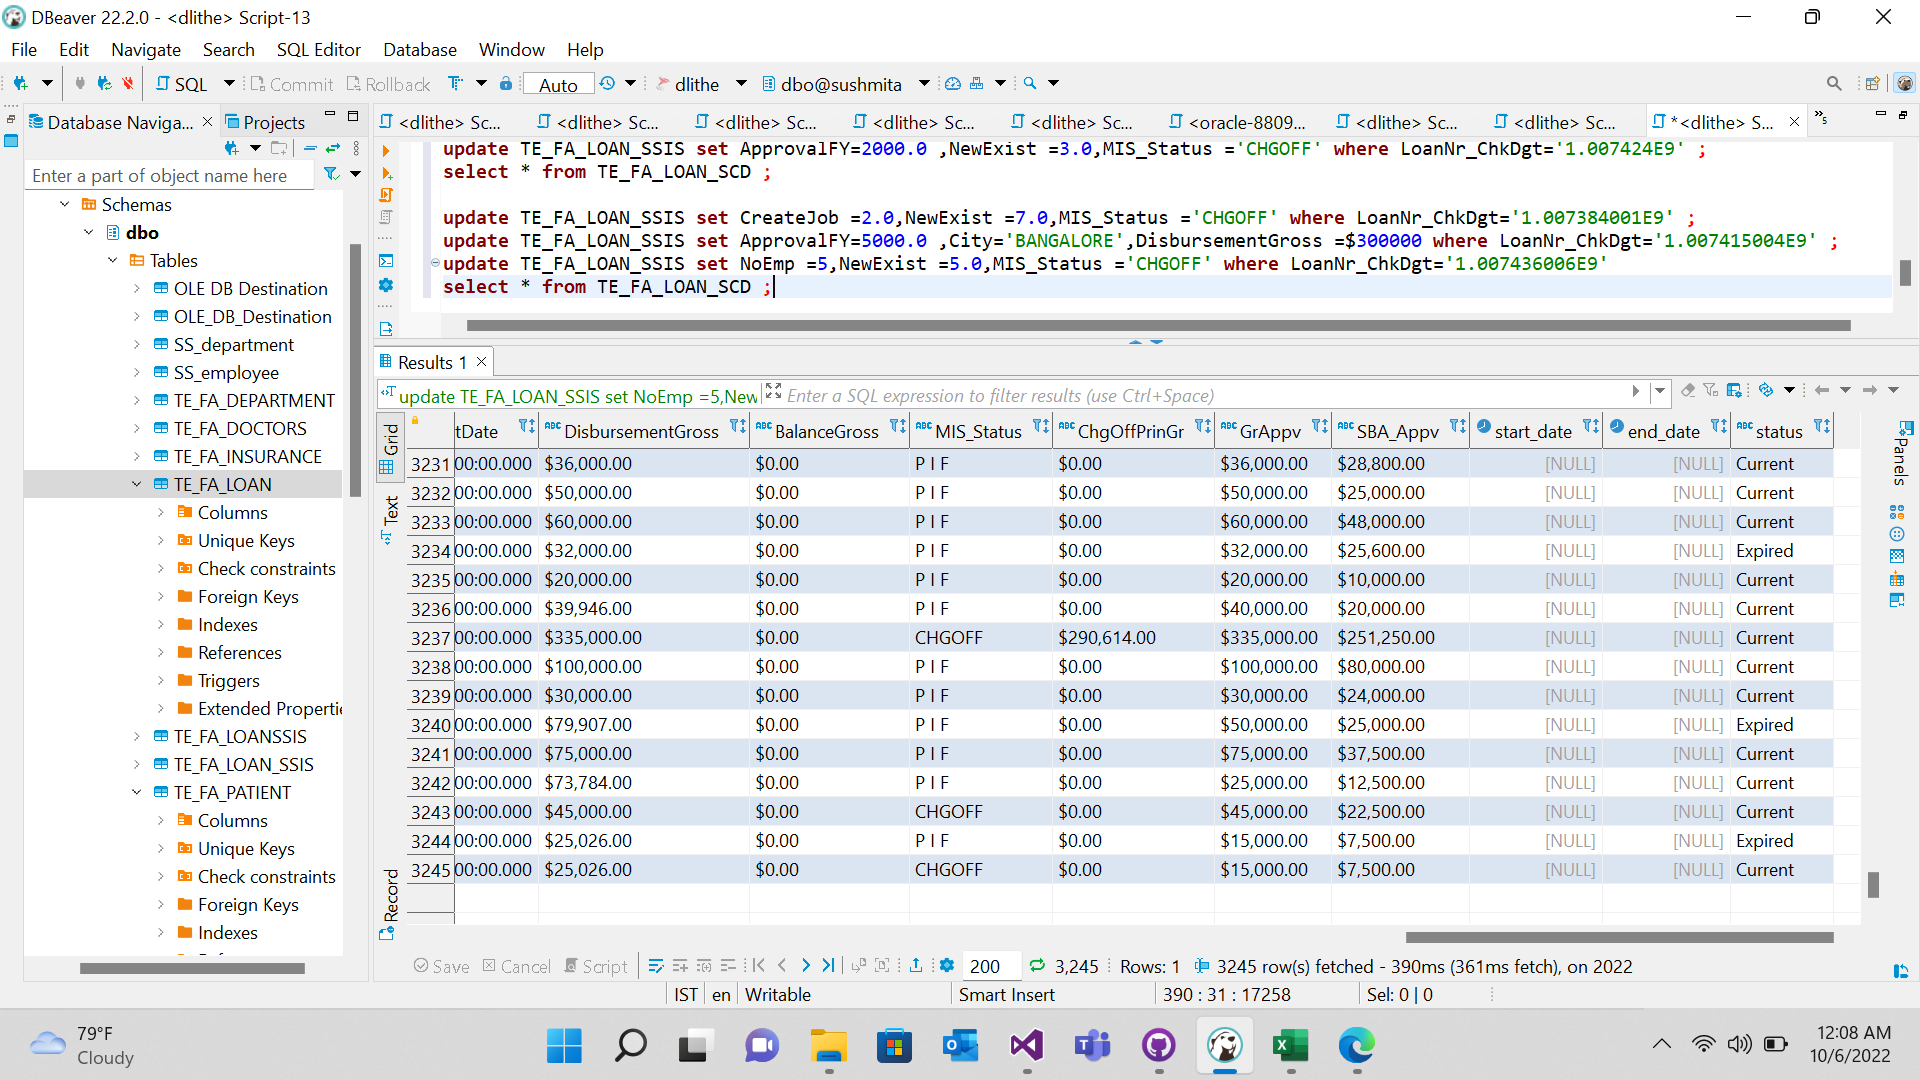 DBeaver 22.2.0 - <dlithe> Script-13
File Edit Navigate Search SQL Editor Database Window Help
SQL Commit Rollback Auto dlithe dbo@sushmita
Database Naviga... Projects
<dlithe> Sc... <dlithe> Sc... <dlithe> Sc... <dlithe> Sc... <dlithe> Sc... <oracle-8809... <dlithe> Sc... <dlithe> Sc... *<dlithe> S... »5
Enter a part of object name here
Schemas
dbo
Tables
OLE DB Destination
OLE_DB_Destination
SS_department
SS_employee
TE_FA_DEPARTMENT
TE_FA_DOCTORS
TE_FA_INSURANCE
TE_FA_LOAN
Columns
Unique Keys
Check constraints
Foreign Keys
Indexes
References
Triggers
Extended Properti
TE_FA_LOANSSIS
TE_FA_LOAN_SSIS
TE_FA_PATIENT
Columns
Unique Keys
Check constraints
Foreign Keys
Indexes
update TE_FA_LOAN_SSIS set ApprovalFY=2000.0 ,NewExist =3.0,MIS_Status ='CHGOFF' where LoanNr_ChkDgt='1.007424E9' ;
select * from TE_FA_LOAN_SCD ;
update TE_FA_LOAN_SSIS set CreateJob =2.0,NewExist =7.0,MIS_Status ='CHGOFF' where LoanNr_ChkDgt='1.007384001E9' ;
update TE_FA_LOAN_SSIS set ApprovalFY=5000.0 ,City='BANGALORE',DisbursementGross =$300000 where LoanNr_ChkDgt='1.007415004E9' ;
update TE_FA_LOAN_SSIS set NoEmp =5,NewExist =5.0,MIS_Status ='CHGOFF' where LoanNr_ChkDgt='1.007436006E9'
select * from TE_FA_LOAN_SCD ;
Results 1
update TE_FA_LOAN_SSIS set NoEmp =5,New Enter a SQL expression to filter results (use Ctrl+Space)
Grid
Text
Record
Panels
tDate DisbursementGross BalanceGross MIS_Status ChgOffPrinGr GrAppv SBA_Appv start_date end_date status
3231 00:00.000 $36,000.00 $0.00 P I F $0.00 $36,000.00 $28,800.00 [NULL] [NULL] Current
3232 00:00.000 $50,000.00 $0.00 P I F $0.00 $50,000.00 $25,000.00 [NULL] [NULL] Current
3233 00:00.000 $60,000.00 $0.00 P I F $0.00 $60,000.00 $48,000.00 [NULL] [NULL] Current
3234 00:00.000 $32,000.00 $0.00 P I F $0.00 $32,000.00 $25,600.00 [NULL] [NULL] Expired
3235 00:00.000 $20,000.00 $0.00 P I F $0.00 $20,000.00 $10,000.00 [NULL] [NULL] Current
3236 00:00.000 $39,946.00 $0.00 P I F $0.00 $40,000.00 $20,000.00 [NULL] [NULL] Current
3237 00:00.000 $335,000.00 $0.00 CHGOFF $290,614.00 $335,000.00 $251,250.00 [NULL] [NULL] Current
3238 00:00.000 $100,000.00 $0.00 P I F $0.00 $100,000.00 $80,000.00 [NULL] [NULL] Current
3239 00:00.000 $30,000.00 $0.00 P I F $0.00 $30,000.00 $24,000.00 [NULL] [NULL] Current
3240 00:00.000 $79,907.00 $0.00 P I F $0.00 $50,000.00 $25,000.00 [NULL] [NULL] Expired
3241 00:00.000 $75,000.00 $0.00 P I F $0.00 $75,000.00 $37,500.00 [NULL] [NULL] Current
3242 00:00.000 $73,784.00 $0.00 P I F $0.00 $25,000.00 $12,500.00 [NULL] [NULL] Current
3243 00:00.000 $45,000.00 $0.00 CHGOFF $0.00 $45,000.00 $22,500.00 [NULL] [NULL] Current
3244 00:00.000 $25,026.00 $0.00 P I F $0.00 $15,000.00 $7,500.00 [NULL] [NULL] Expired
3245 00:00.000 $25,026.00 $0.00 CHGOFF $0.00 $15,000.00 $7,500.00 [NULL] [NULL] Current
Save Cancel Script 200 3,245 Rows: 1 3245 row(s) fetched - 390ms (361ms fetch), on 2022
IST en Writable Smart Insert 390 : 31 : 17258 Sel: 0 | 0
79°F
Cloudy
12:08 AM
10/6/2022